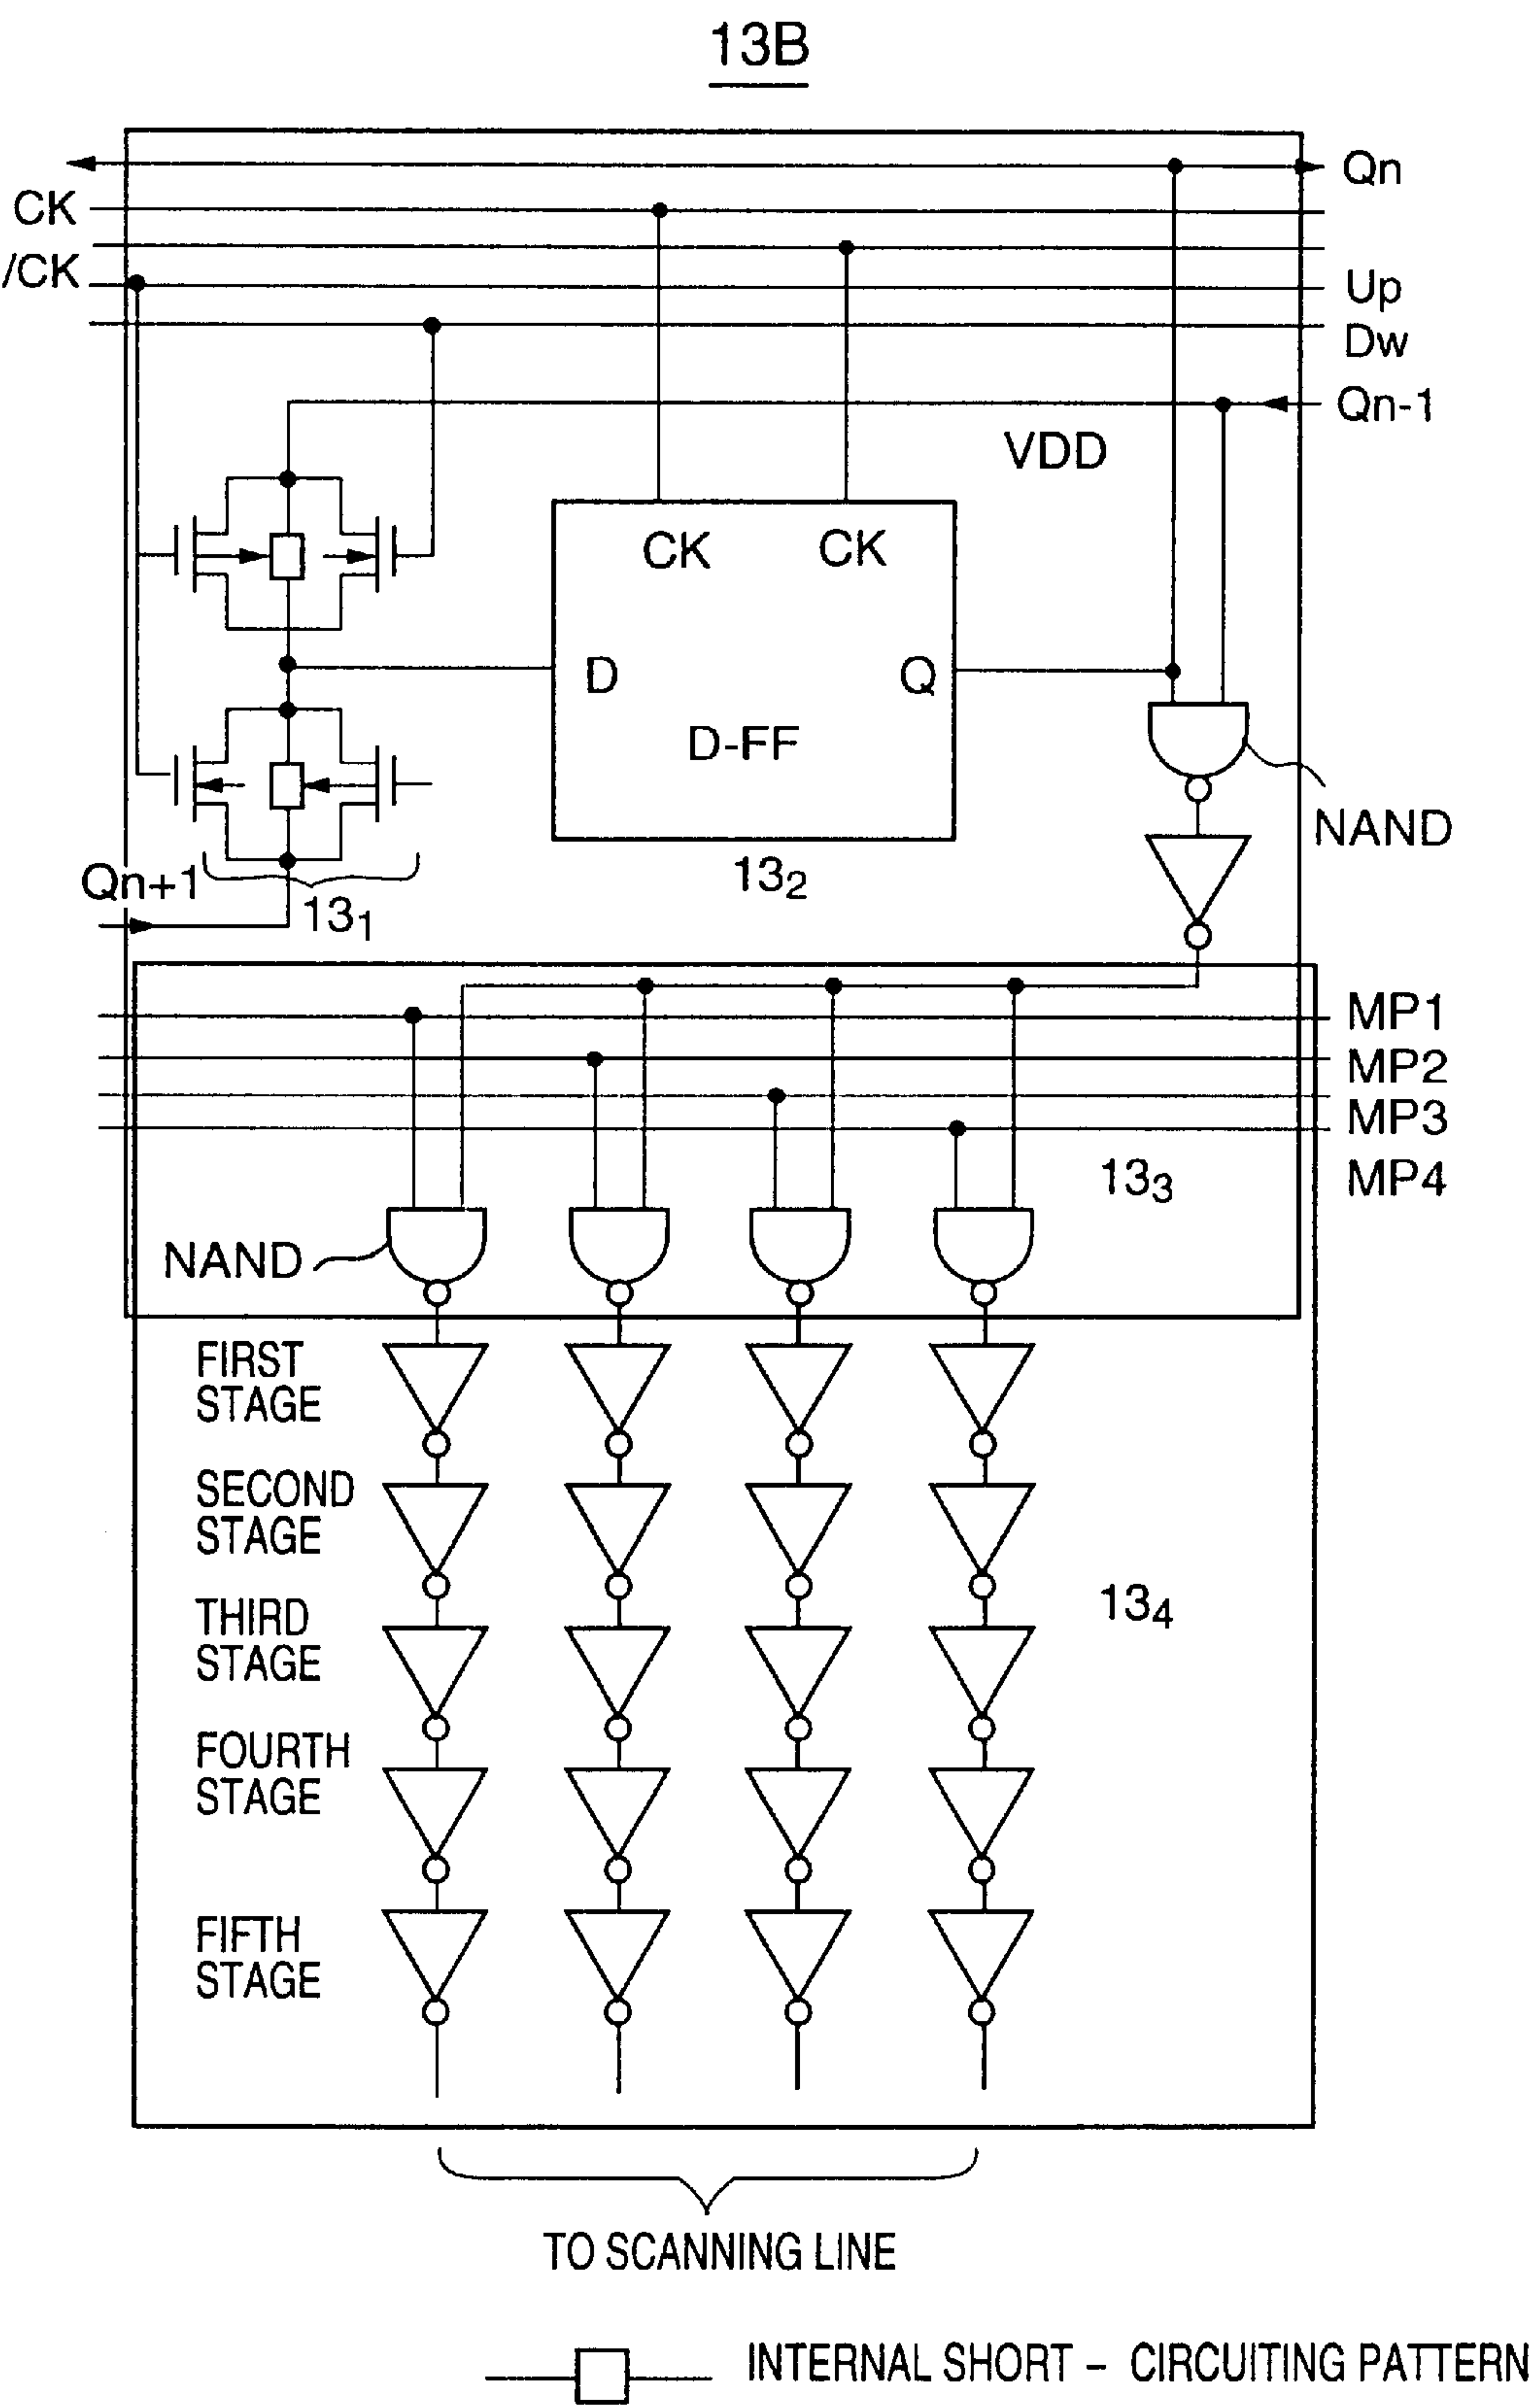 13B
Qn
CK
/CK
Up
Dw
Qn-1
VDD
CK CK
D Q
D-FF
NAND
Qn+1
13₁
13₂
MP1
MP2
MP3
MP4
13₃
NAND
FIRST
STAGE
SECOND
STAGE
THIRD
STAGE
13₄
FOURTH
STAGE
FIFTH
STAGE
TO SCANNING LINE
INTERNAL SHORT – CIRCUITING PATTERN